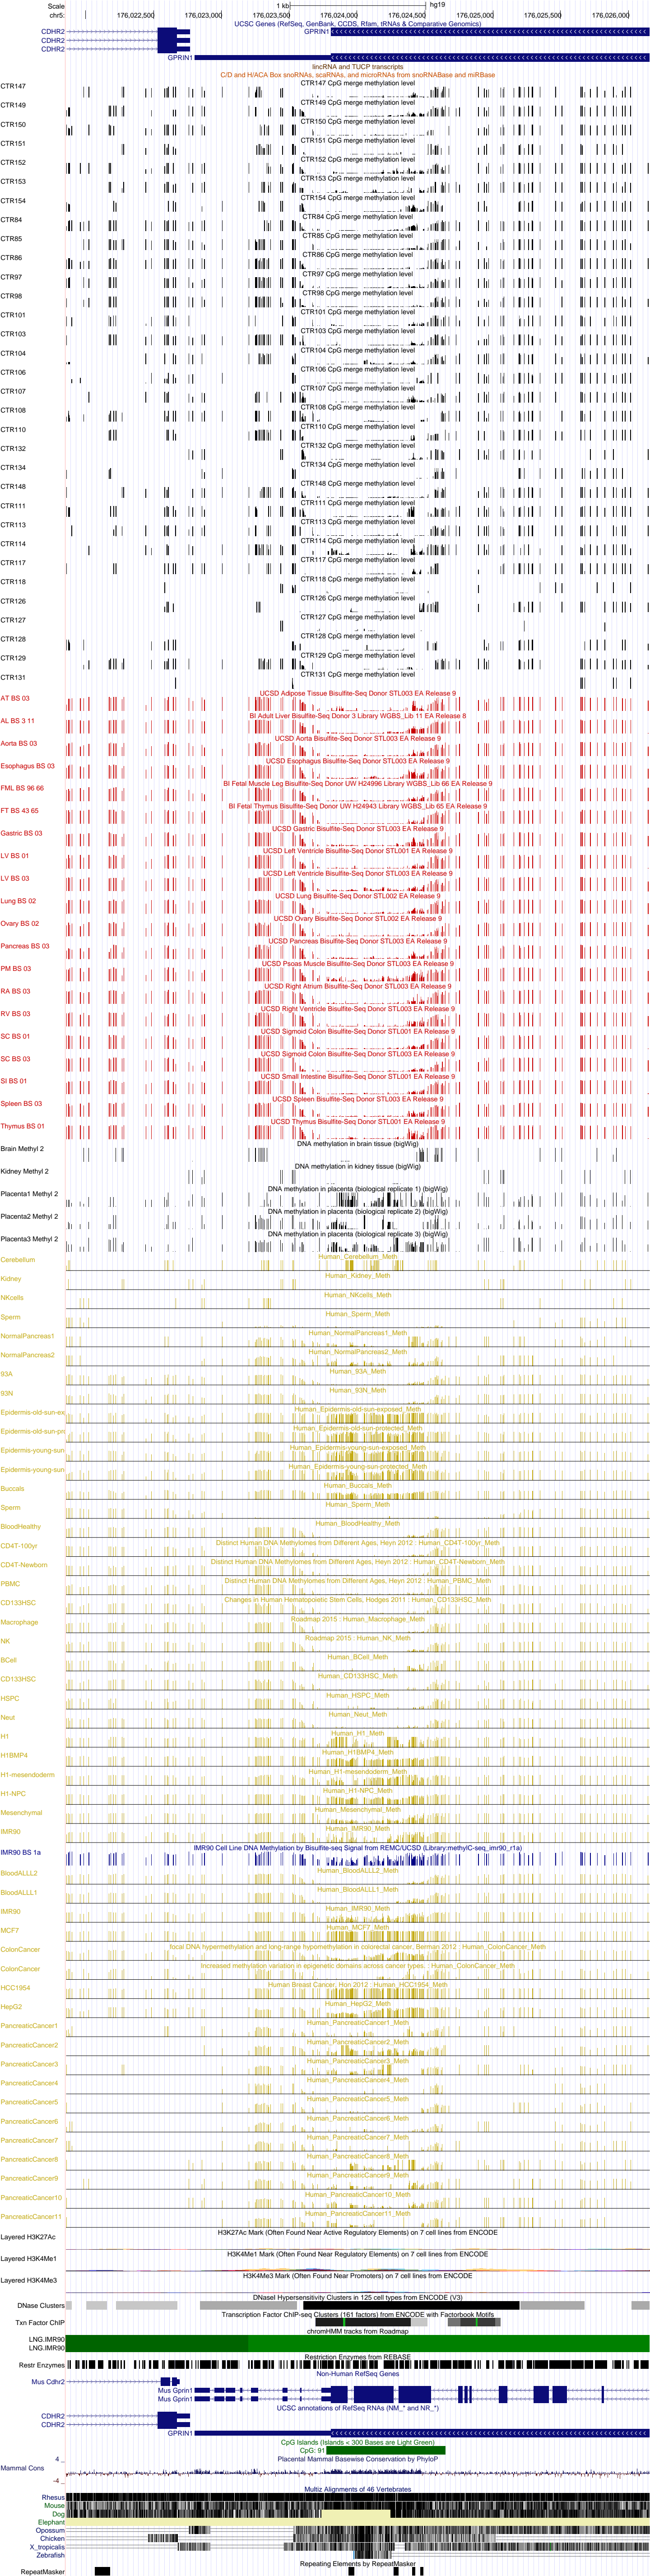 Scale 1 kb hg19
chr5: 176,022,500 176,023,000 176,023,500 176,024,000 176,024,500 176,025,000 176,025,500 176,026,000
UCSC Genes (RefSeq, GenBank, CCDS, Rfam, tRNAs & Comparative Genomics)
CDHR2 GPRIN1
CDHR2
CDHR2
GPRIN1
lincRNA and TUCP transcripts
C/D and H/ACA Box snoRNAs, scaRNAs, and microRNAs from snoRNABase and miRBase
CTR147 CpG merge methylation level
CTR147
CTR149 CpG merge methylation level
CTR149
CTR150 CpG merge methylation level
CTR150
CTR151 CpG merge methylation level
CTR151
CTR152 CpG merge methylation level
CTR152
CTR153 CpG merge methylation level
CTR153
CTR154 CpG merge methylation level
CTR154
CTR84 CpG merge methylation level
CTR84
CTR85 CpG merge methylation level
CTR85
CTR86 CpG merge methylation level
CTR86
CTR97 CpG merge methylation level
CTR97
CTR98 CpG merge methylation level
CTR98
CTR101 CpG merge methylation level
CTR101
CTR103 CpG merge methylation level
CTR103
CTR104 CpG merge methylation level
CTR104
CTR106 CpG merge methylation level
CTR106
CTR107 CpG merge methylation level
CTR107
CTR108 CpG merge methylation level
CTR108
CTR110 CpG merge methylation level
CTR110
CTR132 CpG merge methylation level
CTR132
CTR134 CpG merge methylation level
CTR134
CTR148 CpG merge methylation level
CTR148
CTR111 CpG merge methylation level
CTR111
CTR113 CpG merge methylation level
CTR113
CTR114 CpG merge methylation level
CTR114
CTR117 CpG merge methylation level
CTR117
CTR118 CpG merge methylation level
CTR118
CTR126 CpG merge methylation level
CTR126
CTR127 CpG merge methylation level
CTR127
CTR128 CpG merge methylation level
CTR128
CTR129 CpG merge methylation level
CTR129
CTR131 CpG merge methylation level
CTR131
UCSD Adipose Tissue Bisulfite-Seq Donor STL003 EA Release 9
AT BS 03
BI Adult Liver Bisulfite-Seq Donor 3 Library WGBS_Lib 11 EA Release 8
AL BS 3 11
UCSD Aorta Bisulfite-Seq Donor STL003 EA Release 9
Aorta BS 03
UCSD Esophagus Bisulfite-Seq Donor STL003 EA Release 9
Esophagus BS 03
BI Fetal Muscle Leg Bisulfite-Seq Donor UW H24996 Library WGBS_Lib 66 EA Release 9
FML BS 96 66
BI Fetal Thymus Bisulfite-Seq Donor UW H24943 Library WGBS_Lib 65 EA Release 9
FT BS 43 65
UCSD Gastric Bisulfite-Seq Donor STL003 EA Release 9
Gastric BS 03
UCSD Left Ventricle Bisulfite-Seq Donor STL001 EA Release 9
LV BS 01
UCSD Left Ventricle Bisulfite-Seq Donor STL003 EA Release 9
LV BS 03
UCSD Lung Bisulfite-Seq Donor STL002 EA Release 9
Lung BS 02
UCSD Ovary Bisulfite-Seq Donor STL002 EA Release 9
Ovary BS 02
UCSD Pancreas Bisulfite-Seq Donor STL003 EA Release 9
Pancreas BS 03
UCSD Psoas Muscle Bisulfite-Seq Donor STL003 EA Release 9
PM BS 03
UCSD Right Atrium Bisulfite-Seq Donor STL003 EA Release 9
RA BS 03
UCSD Right Ventricle Bisulfite-Seq Donor STL003 EA Release 9
RV BS 03
UCSD Sigmoid Colon Bisulfite-Seq Donor STL001 EA Release 9
SC BS 01
UCSD Sigmoid Colon Bisulfite-Seq Donor STL003 EA Release 9
SC BS 03
UCSD Small Intestine Bisulfite-Seq Donor STL001 EA Release 9
SI BS 01
UCSD Spleen Bisulfite-Seq Donor STL003 EA Release 9
Spleen BS 03
UCSD Thymus Bisulfite-Seq Donor STL001 EA Release 9
Thymus BS 01
DNA methylation in brain tissue (bigWig)
Brain Methyl 2
DNA methylation in kidney tissue (bigWig)
Kidney Methyl 2
DNA methylation in placenta (biological replicate 1) (bigWig)
Placenta1 Methyl 2
DNA methylation in placenta (biological replicate 2) (bigWig)
Placenta2 Methyl 2
DNA methylation in placenta (biological replicate 3) (bigWig)
Placenta3 Methyl 2
Human_Cerebellum_Meth
Cerebellum
Human_Kidney_Meth
Kidney
Human_NKcells_Meth
NKcells
Human_Sperm_Meth
Sperm
Human_NormalPancreas1_Meth
NormalPancreas1
Human_NormalPancreas2_Meth
NormalPancreas2
Human_93A_Meth
93A
Human_93N_Meth
93N
Human_Epidermis-old-sun-exposed_Meth
Epidermis-old-sun-ex
Human_Epidermis-old-sun-protected_Meth
Epidermis-old-sun-pr
Human_Epidermis-young-sun-exposed_Meth
Epidermis-young-sun
Human_Epidermis-young-sun-protected_Meth
Epidermis-young-sun
Human_Buccals_Meth
Buccals
Human_Sperm_Meth
Sperm
Human_BloodHealthy_Meth
BloodHealthy
Distinct Human DNA Methylomes from Different Ages, Heyn 2012 : Human_CD4T-100yr_Meth
CD4T-100yr
Distinct Human DNA Methylomes from Different Ages, Heyn 2012 : Human_CD4T-Newborn_Meth
CD4T-Newborn
Distinct Human DNA Methylomes from Different Ages, Heyn 2012 : Human_PBMC_Meth
PBMC
Changes in Human Hematopoietic Stem Cells, Hodges 2011 : Human_CD133HSC_Meth
CD133HSC
Roadmap 2015 : Human_Macrophage_Meth
Macrophage
Roadmap 2015 : Human_NK_Meth
NK
Human_BCell_Meth
BCell
Human_CD133HSC_Meth
CD133HSC
Human_HSPC_Meth
HSPC
Human_Neut_Meth
Neut
Human_H1_Meth
H1
Human_H1BMP4_Meth
H1BMP4
Human_H1-mesendoderm_Meth
H1-mesendoderm
Human_H1-NPC_Meth
H1-NPC
Human_Mesenchymal_Meth
Mesenchymal
Human_IMR90_Meth
IMR90
IMR90 Cell Line DNA Methylation by Bisulfite-seq Signal from REMC/UCSD (Library:methylC-seq_imr90_r1a)
IMR90 BS 1a
Human_BloodALLL2_Meth
BloodALLL2
Human_BloodALLL1_Meth
BloodALLL1
Human_IMR90_Meth
IMR90
Human_MCF7_Meth
MCF7
focal DNA hypermethylation and long-range hypomethylation in colorectal cancer, Berman 2012 : Human_ColonCancer_Meth
ColonCancer
Increased methylation variation in epigenetic domains across cancer types, : Human_ColonCancer_Meth
ColonCancer
Human Breast Cancer, Hon 2012 : Human_HCC1954_Meth
HCC1954
Human_HepG2_Meth
HepG2
Human_PancreaticCancer1_Meth
PancreaticCancer1
Human_PancreaticCancer2_Meth
PancreaticCancer2
Human_PancreaticCancer3_Meth
PancreaticCancer3
Human_PancreaticCancer4_Meth
PancreaticCancer4
Human_PancreaticCancer5_Meth
PancreaticCancer5
Human_PancreaticCancer6_Meth
PancreaticCancer6
Human_PancreaticCancer7_Meth
PancreaticCancer7
Human_PancreaticCancer8_Meth
PancreaticCancer8
Human_PancreaticCancer9_Meth
PancreaticCancer9
Human_PancreaticCancer10_Meth
PancreaticCancer10
Human_PancreaticCancer11_Meth
PancreaticCancer11
H3K27Ac Mark (Often Found Near Active Regulatory Elements) on 7 cell lines from ENCODE
Layered H3K27Ac
H3K4Me1 Mark (Often Found Near Regulatory Elements) on 7 cell lines from ENCODE
Layered H3K4Me1
H3K4Me3 Mark (Often Found Near Promoters) on 7 cell lines from ENCODE
Layered H3K4Me3
DNaseI Hypersensitivity Clusters in 125 cell types from ENCODE (V3)
DNase Clusters
Transcription Factor ChIP-seq Clusters (161 factors) from ENCODE with Factorbook Motifs
Txn Factor ChIP
chromHMM tracks from Roadmap
LNG.IMR90
LNG.IMR90
Restriction Enzymes from REBASE
Restr Enzymes
Non-Human RefSeq Genes
Mus Cdhr2
Mus Gprin1
Mus Gprin1
UCSC annotations of RefSeq RNAs (NM_* and NR_*)
CDHR2
CDHR2
GPRIN1
CpG Islands (Islands < 300 Bases are Light Green)
CpG: 91
Placental Mammal Basewise Conservation by PhyloP
4 _
Mammal Cons
-4 _
Multiz Alignments of 46 Vertebrates
Rhesus
Mouse
Dog
Elephant
Opossum
Chicken
X_tropicalis
Zebrafish
Repeating Elements by RepeatMasker
RepeatMasker